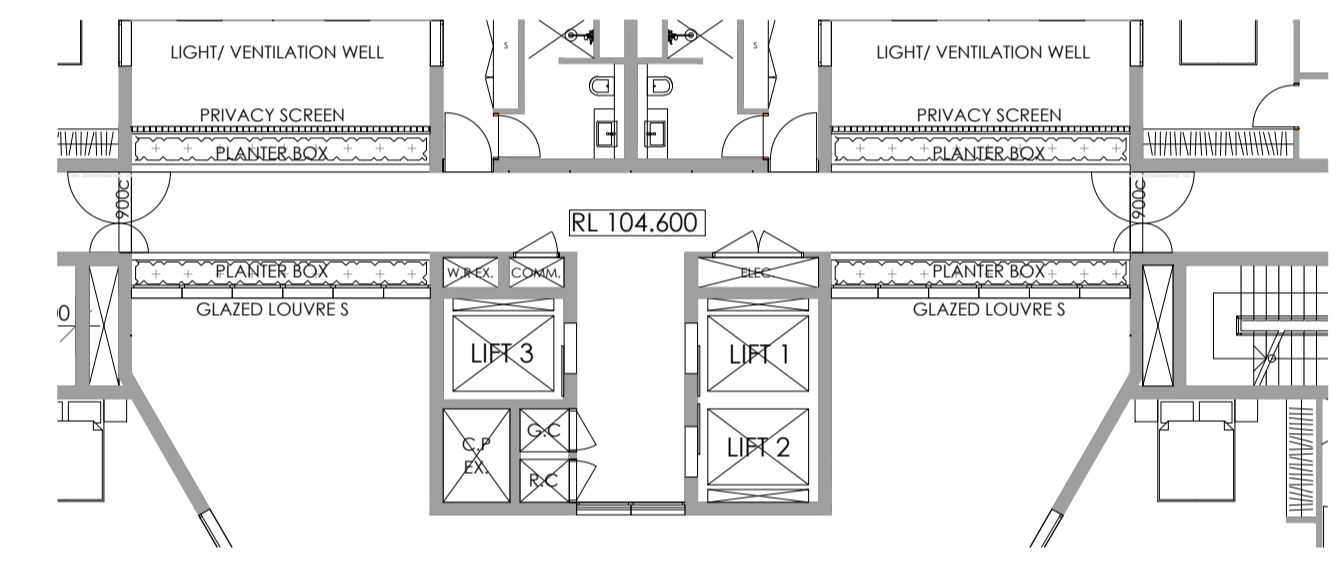 LIGHT/ VENTILATION WELL
LIGHT/ VENTILATION WELL
S
S
PRIVACY SCREEN
PRIVACY SCREEN
PLANTER BOX
PLANTER BOX
900c
900c
RL 104.600
PLANTER BOX
W.R EX.
COMM.
ELEC.
PLANTER BOX
GLAZED LOUVRE S
GLAZED LOUVRE S
LIFT 3
LIFT 1
C.P
EX.
G.C
R.C
LIFT 2